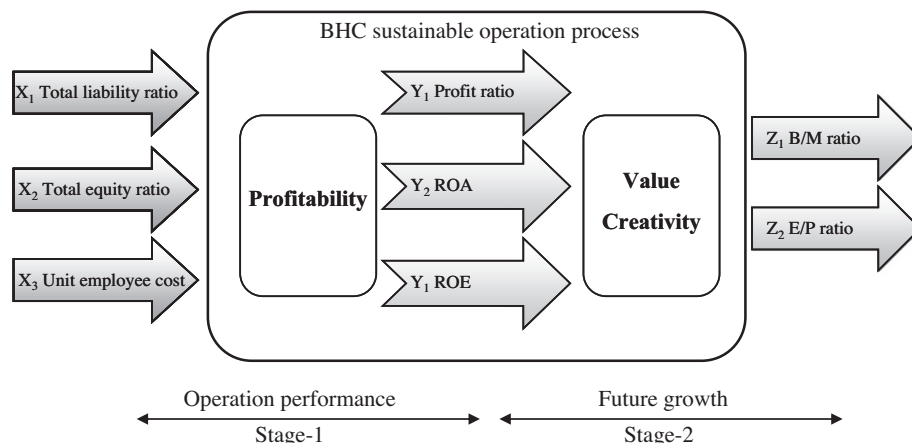 BHC sustainable operation process
X1 Total liability ratio
X2 Total equity ratio
X3 Unit employee cost
Profitability
Y1 Profit ratio
Y2 ROA
Y1 ROE
Value
Creativity
Z1 B/M ratio
Z2 E/P ratio
Operation performance
Stage-1
Future growth
Stage-2